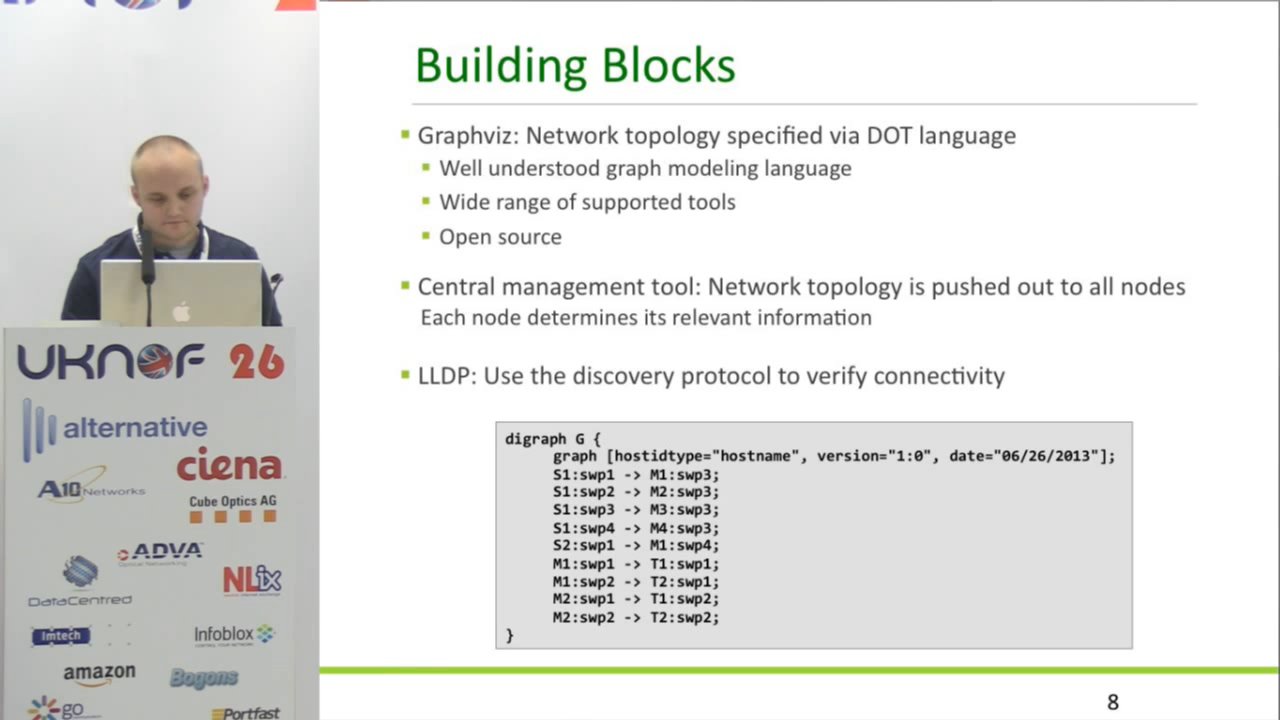 Building Blocks
Graphviz: Network topology specified via DOT language
Well understood graph modeling language
Wide range of supported tools
Open source
Central management tool: Network topology is pushed out to all nodes
Each node determines its relevant information
LLDP: Use the discovery protocol to verify connectivity
digraph G {
graph [hostidtype="hostname", version="1:0", date="06/26/2013"];
S1:swp1 -> M1:swp3;
S1:swp2 -> M2:swp3;
S1:swp3 -> M3:swp3;
S1:swp4 -> M4:swp3;
S2:swp1 -> M1:swp4;
M1:swp1 -> T1:swp1;
M1:swp2 -> T2:swp1;
M2:swp1 -> T1:swp2;
M2:swp2 -> T2:swp2;
}
8
UKNOF 26
alternative
ciena
A10 Networks
Cube Optics AG
ADVA
Optical Networking
DataCentred
NLix
Imtech
Infoblox
amazon
Bogons
go
Portfast